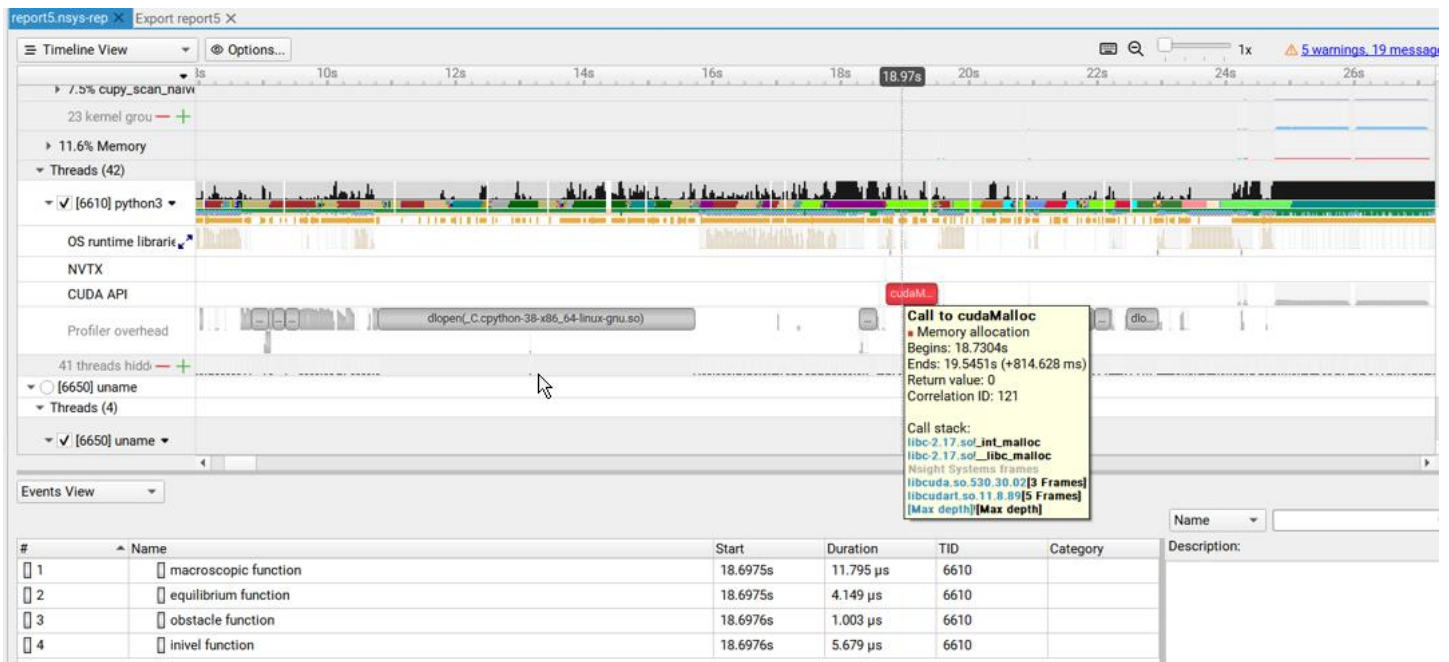 report5.nsys-rep × Export report5 ×
Timeline View Options... 1x 5 warnings, 19 message
8s 10s 12s 14s 16s 18s 18.97s 20s 22s 24s 26s
7.5% cupy_scan_naive
23 kernel grou
11.6% Memory
Threads (42)
[6610] python3
OS runtime librarie
NVTX
CUDA API cudaM...
Profiler overhead ... ... ... dlopen(_C.cpython-38-x86_64-linux-gnu.so) ... ... dlo...
41 threads hidd
[6650] uname
Threads (4)
[6650] uname
Call to cudaMalloc
Memory allocation
Begins: 18.7304s
Ends: 19.5451s (+814.628 ms)
Return value: 0
Correlation ID: 121
Call stack:
libc-2.17.so!_int_malloc
libc-2.17.so!__libc_malloc
Nsight Systems frames
libcuda.so.530.30.02[3 Frames]
libcudart.so.11.8.89[5 Frames]
[Max depth]![Max depth]
Events View
Name
# Name Start Duration TID Category Description:
1 macroscopic function 18.6975s 11.795 μs 6610
2 equilibrium function 18.6975s 4.149 μs 6610
3 obstacle function 18.6976s 1.003 μs 6610
4 inivel function 18.6976s 5.679 μs 6610